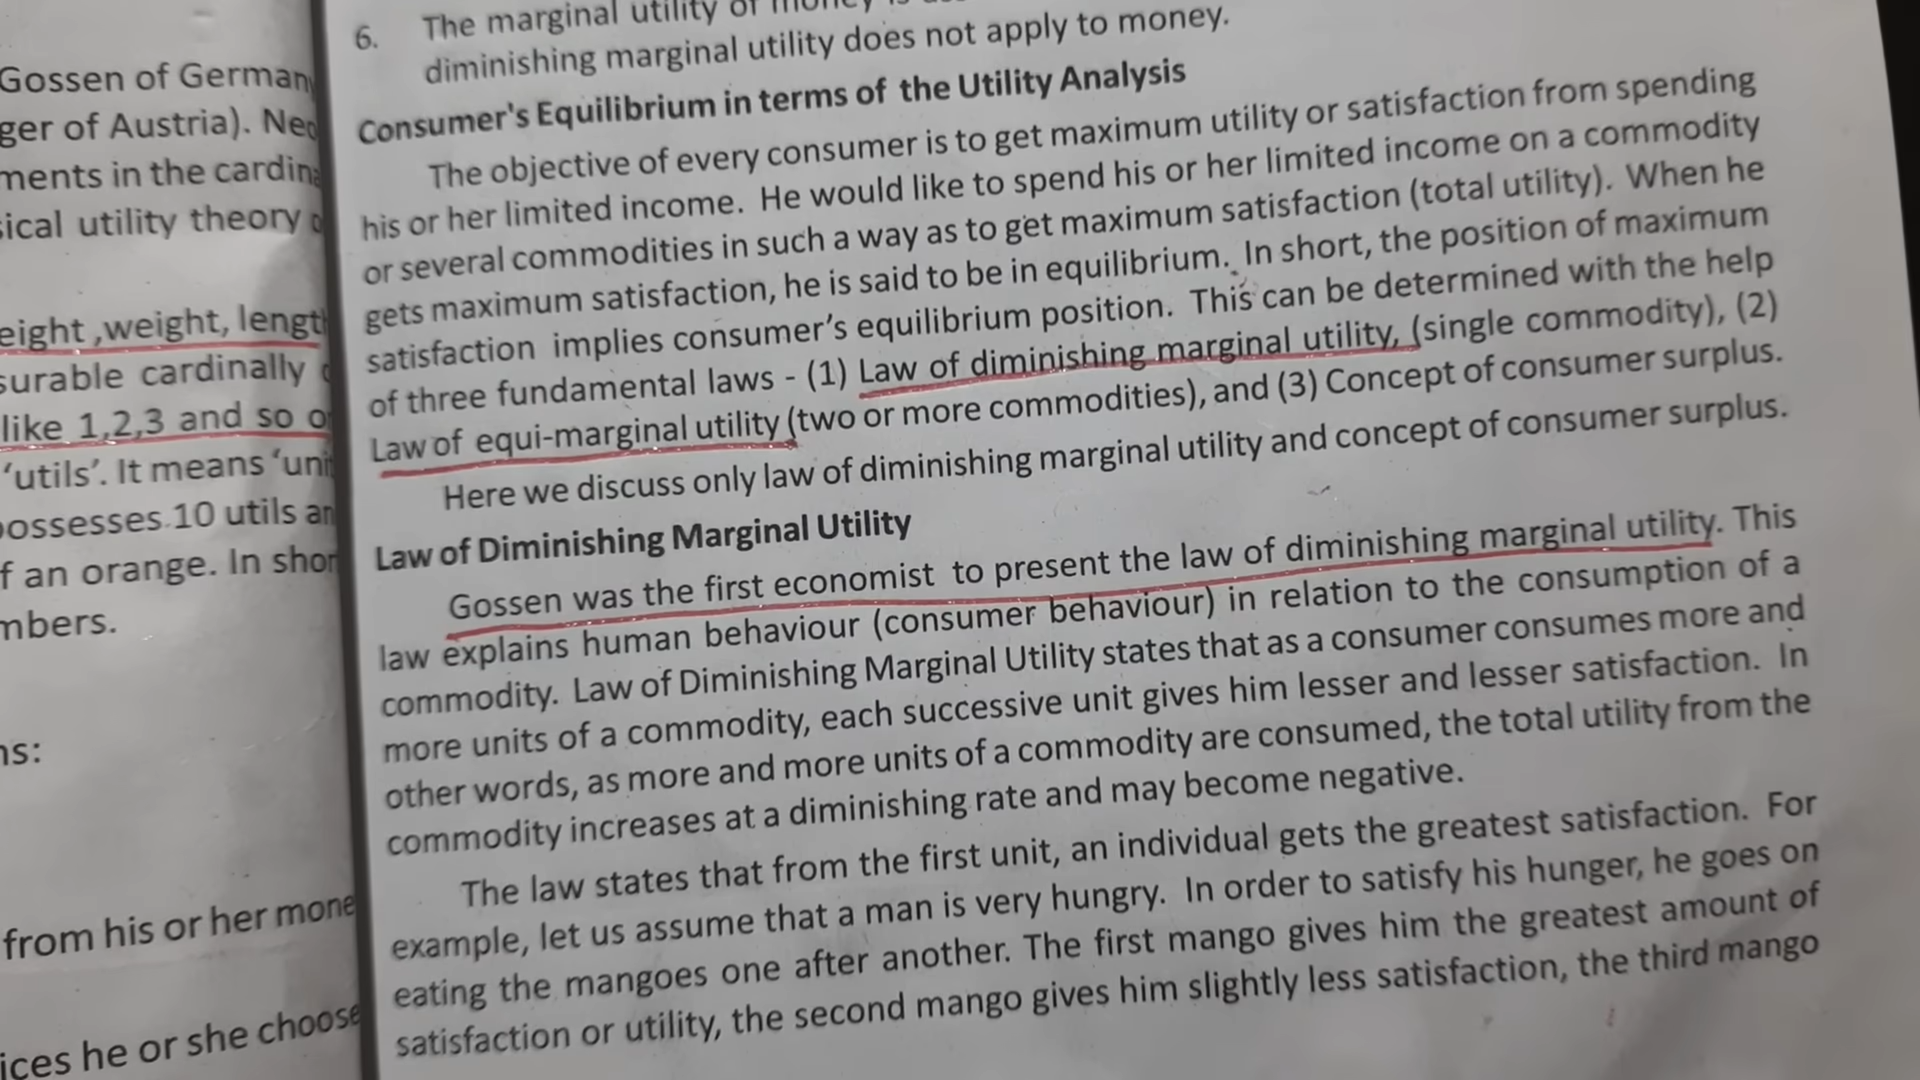 Gossen of German
ger of Austria). Neo
ments in the cardina
sical utility theory
eight ,weight, lengt
surable cardinally
like 1,2,3 and so o
'utils'. It means 'uni
possesses 10 utils an
f an orange. In shor
mbers.
ns:
from his or her mone
ices he or she choose
6. The marginal utility of money is
diminishing marginal utility does not apply to money.
Consumer's Equilibrium in terms of the Utility Analysis
The objective of every consumer is to get maximum utility or satisfaction from spending
his or her limited income. He would like to spend his or her limited income on a commodity
or several commodities in such a way as to get maximum satisfaction (total utility). When he
gets maximum satisfaction, he is said to be in equilibrium. In short, the position of maximum
satisfaction implies consumer's equilibrium position. This can be determined with the help
of three fundamental laws - (1) Law of diminishing marginal utility, (single commodity), (2)
Law of equi-marginal utility (two or more commodities), and (3) Concept of consumer surplus.
Here we discuss only law of diminishing marginal utility and concept of consumer surplus.
Law of Diminishing Marginal Utility
Gossen was the first economist to present the law of diminishing marginal utility. This
law explains human behaviour (consumer behaviour) in relation to the consumption of a
commodity. Law of Diminishing Marginal Utility states that as a consumer consumes more and
more units of a commodity, each successive unit gives him lesser and lesser satisfaction. In
other words, as more and more units of a commodity are consumed, the total utility from the
commodity increases at a diminishing rate and may become negative.
The law states that from the first unit, an individual gets the greatest satisfaction. For
example, let us assume that a man is very hungry. In order to satisfy his hunger, he goes on
eating the mangoes one after another. The first mango gives him the greatest amount of
satisfaction or utility, the second mango gives him slightly less satisfaction, the third mango